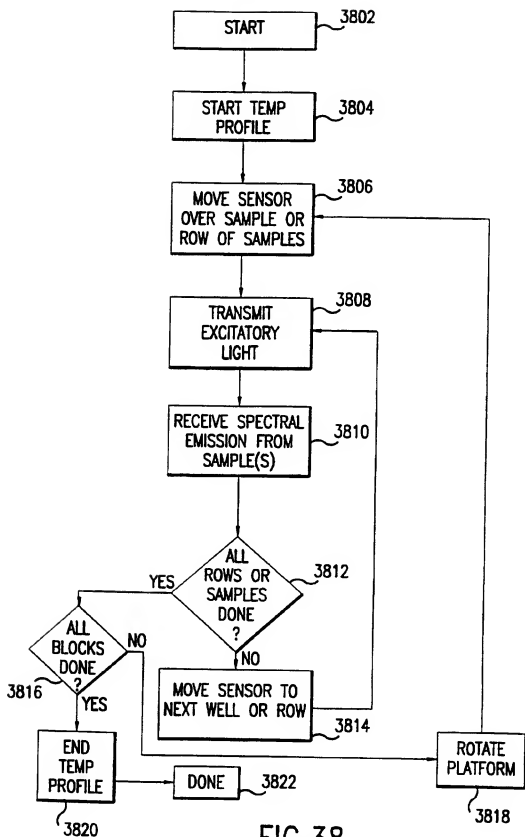 START
3802
START TEMP
PROFILE
3804
MOVE SENSOR
OVER SAMPLE OR
ROW OF SAMPLES
3806
TRANSMIT
EXCITATORY
LIGHT
3808
RECEIVE SPECTRAL
EMISSION FROM
SAMPLE(S)
3810
ALL
ROWS OR
SAMPLES
DONE
?
3812
YES
NO
ALL
BLOCKS
DONE
?
3816
NO
YES
MOVE SENSOR TO
NEXT WELL OR ROW
3814
ROTATE
PLATFORM
3818
END
TEMP
PROFILE
3820
DONE
3822
FIG. 38